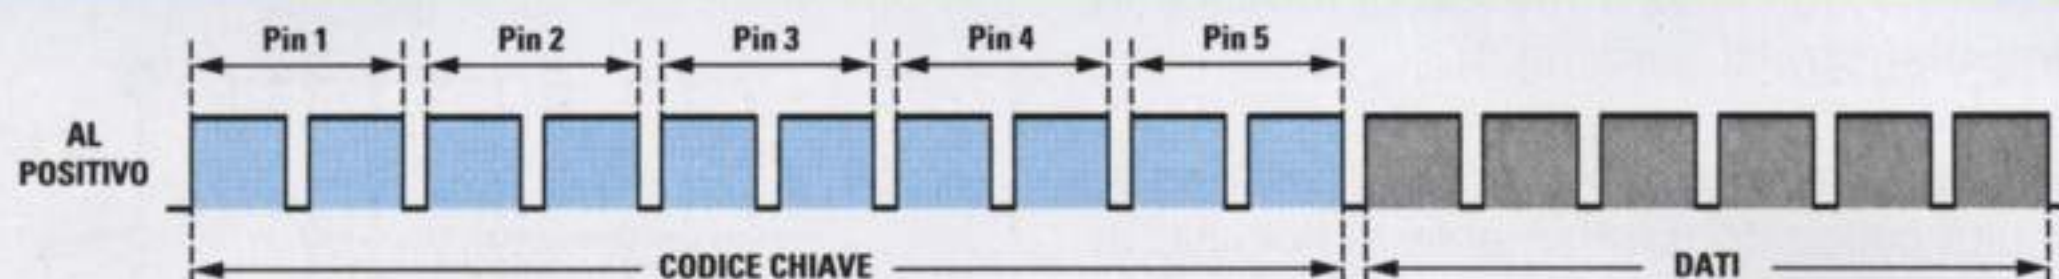 Pin 1 Pin 2 Pin 3 Pin 4 Pin 5
AL
POSITIVO
CODICE CHIAVE DATI